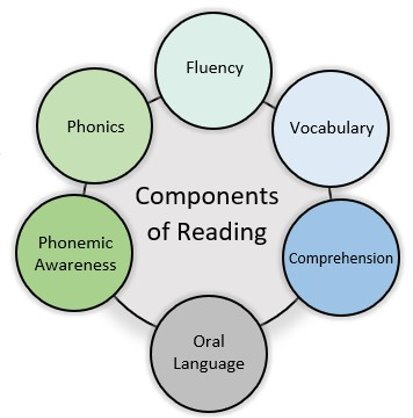 Fluency
Phonics
Vocabulary
Components
of Reading
Phonemic
Awareness
Comprehension
Oral
Language